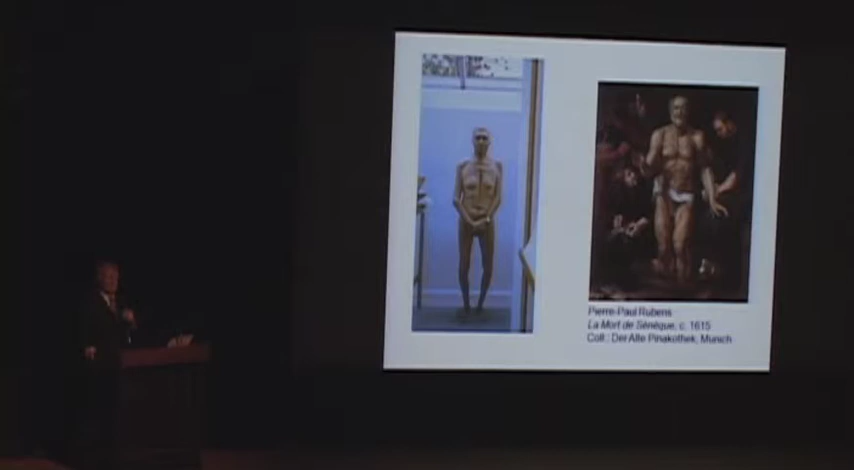 Pierre-Paul Rubens
La Mort de Sénèque, c. 1615
Coll.: Der Alte Pinakothek, Munich